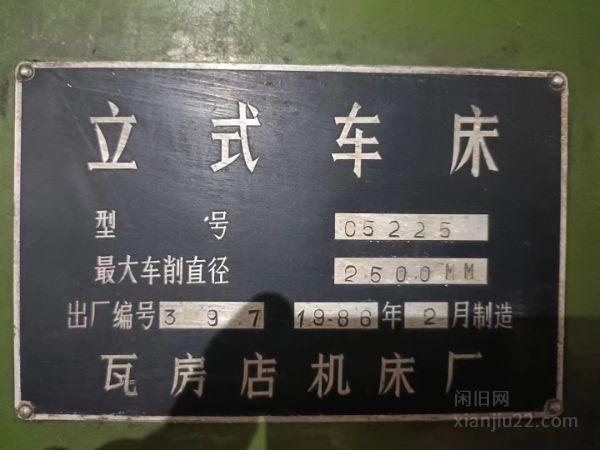 立式车床
型号 C5225
最大车削直径 2500MM
出厂编号 397 1986年2月制造
瓦房店机床厂
闲旧网
xianjiu22.com